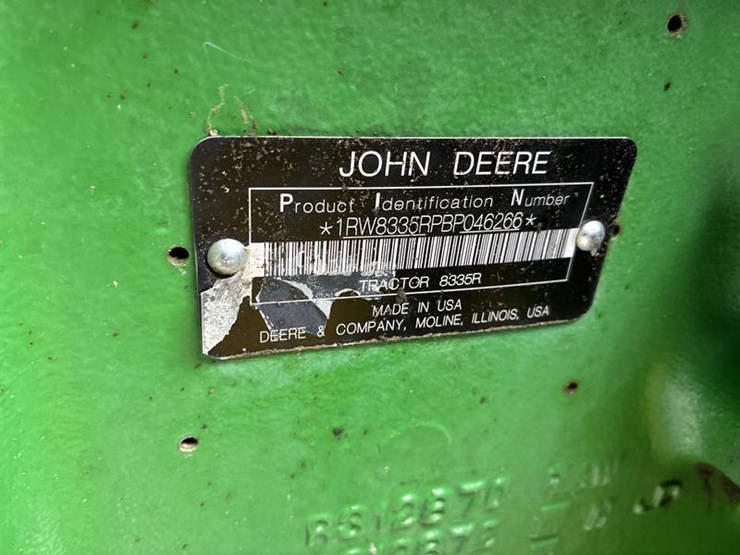 JOHN DEERE
Product Identification Number
*1RW8335RPBP046266*
TRACTOR 8335R
MADE IN USA
DEERE & COMPANY, MOLINE, ILLINOIS, USA